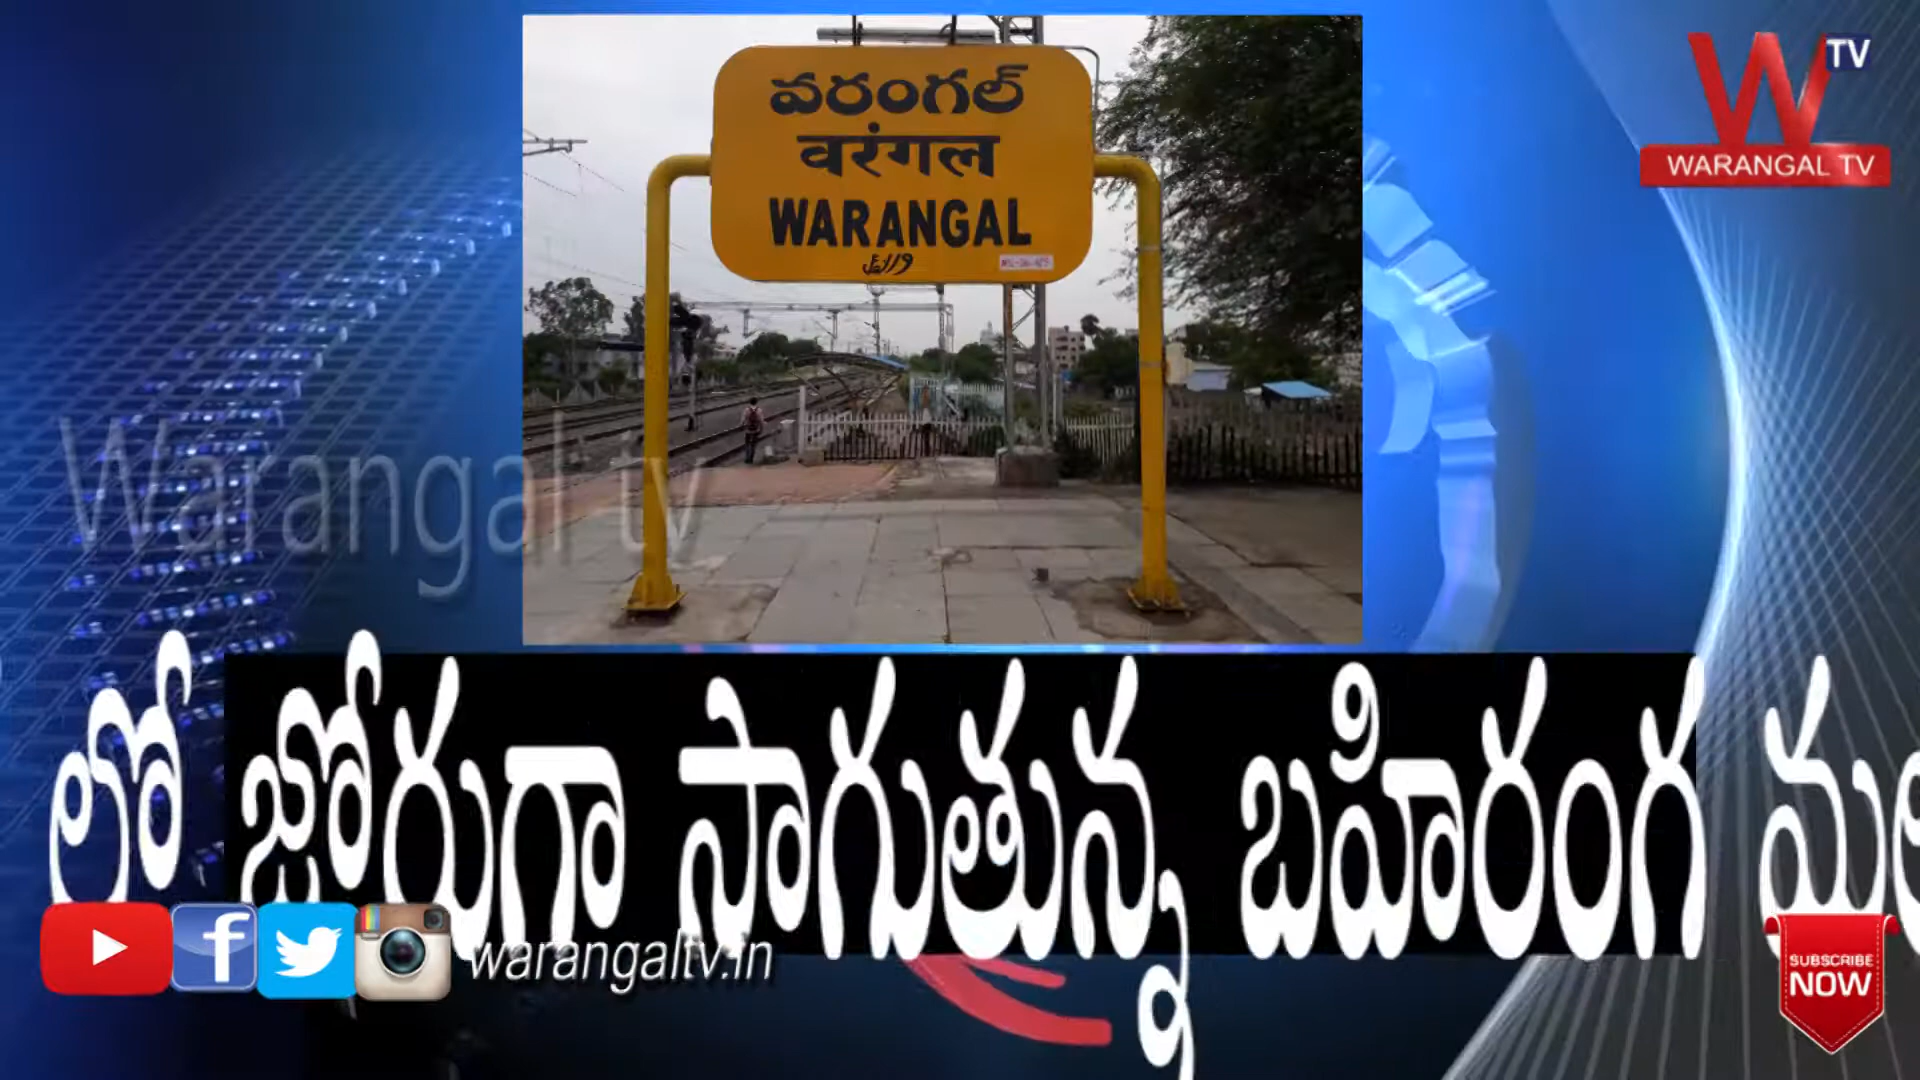 వరంగల్
वरंगल
WARANGAL
W TV
WARANGAL TV
Warangal tv
లో జోరుగా సాగుతున్న బహిరంగ
warangaltv.in
SUBSCRIBE
NOW